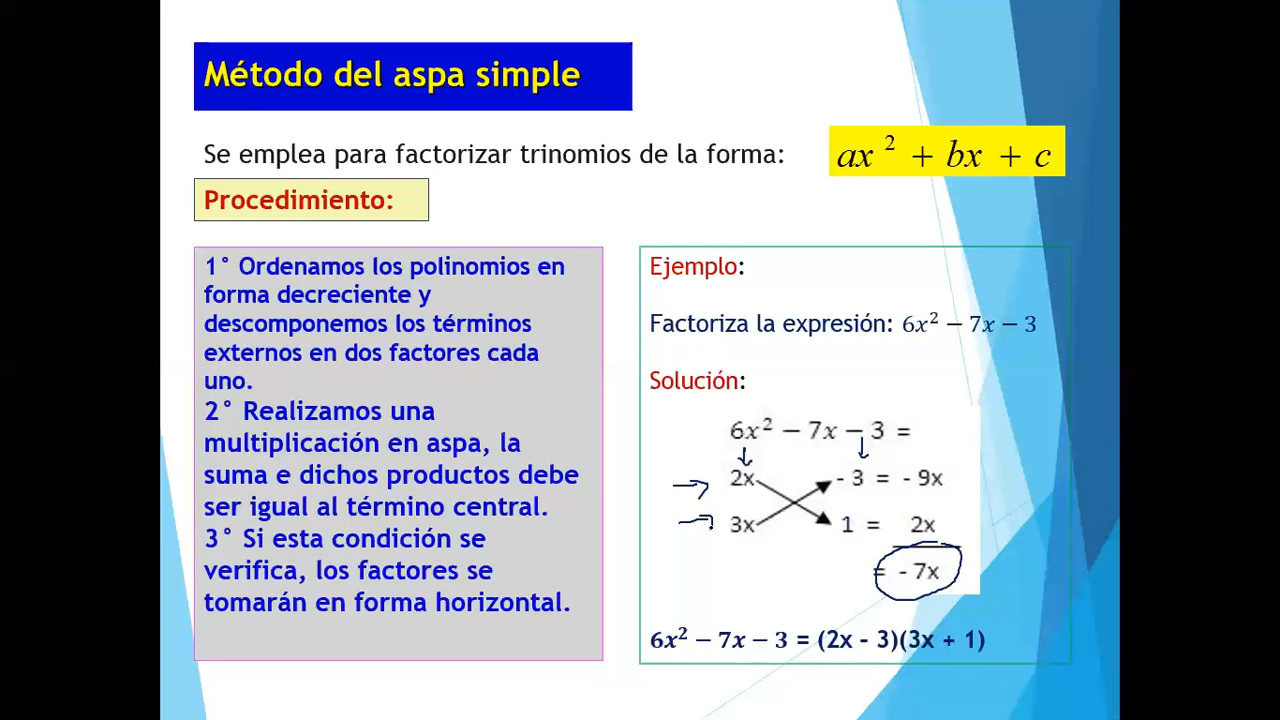 Método del aspa simple
Se emplea para factorizar trinomios de la forma:
ax² + bx + c
Procedimiento:
1° Ordenamos los polinomios en
forma decreciente y
descomponemos los términos
externos en dos factores cada
uno.
2° Realizamos una
multiplicación en aspa, la
suma e dichos productos debe
ser igual al término central.
3° Si esta condición se
verifica, los factores se
tomarán en forma horizontal.
Ejemplo:
Factoriza la expresión: 6x² − 7x − 3
Solución:
6x² − 7x − 3 =
2x - 3 = - 9x
3x 1 = 2x
= - 7x
6x² − 7x − 3 = (2x - 3)(3x + 1)